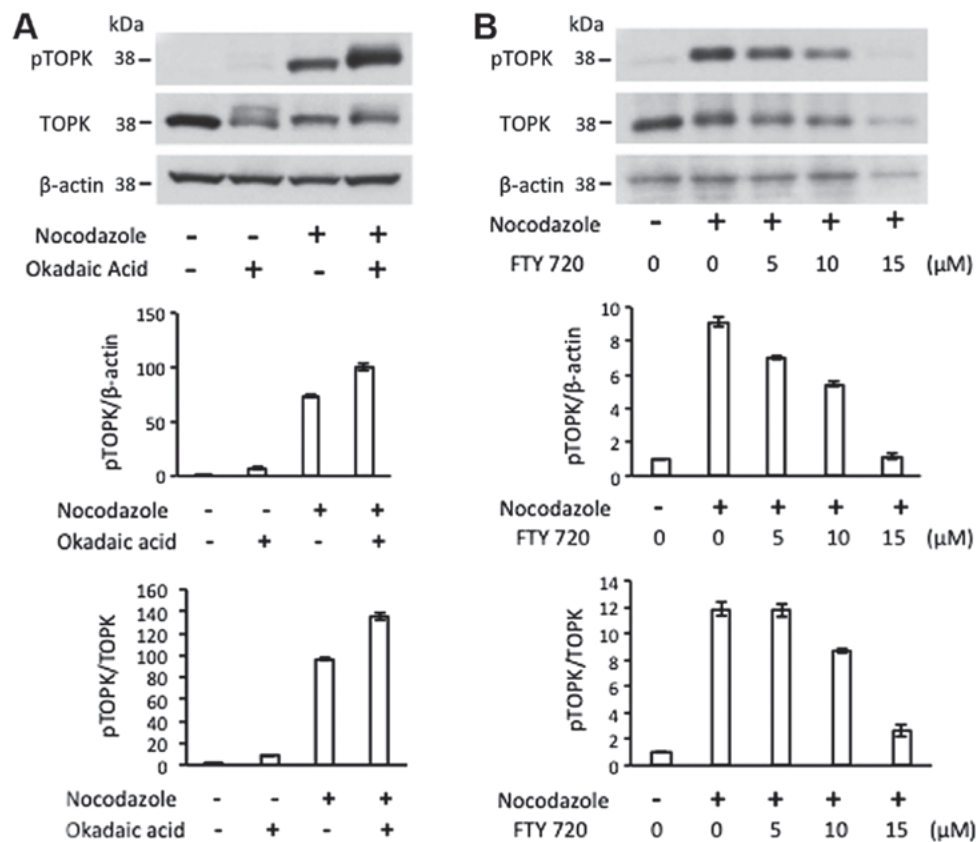 A
kDa
pTOPK 38
TOPK 38
β-actin 38
Nocodazole - - + +
Okadaic Acid - + - +
150
100
50
0
pTOPK/β-actin
Nocodazole - - + +
Okadaic acid - + - +
160
140
120
100
80
60
40
20
0
pTOPK/TOPK
Nocodazole - - + +
Okadaic acid - + - +
B
kDa
pTOPK 38
TOPK 38
β-actin 38
Nocodazole - + + + +
FTY 720 0 0 5 10 15 (μM)
10
8
6
4
2
0
pTOPK/β-actin
Nocodazole - + + + +
FTY 720 0 0 5 10 15 (μM)
14
12
10
8
6
4
2
0
pTOPK/TOPK
Nocodazole - + + + +
FTY 720 0 0 5 10 15 (μM)